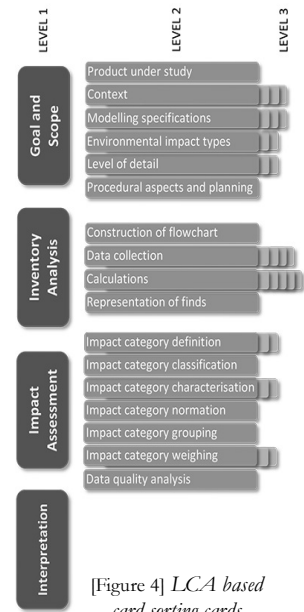 LEVEL 1
LEVEL 2
LEVEL 3
Goal and
Scope
Product under study
Context
Modelling specifications
Environmental impact types
Level of detail
Procedural aspects and planning
Inventory
Analysis
Construction of flowchart
Data collection
Calculations
Representation of finds
Impact
Assessment
Impact category definition
Impact category classification
Impact category characterisation
Impact category normation
Impact category grouping
Impact category weighing
Data quality analysis
Interpretation
[Figure 4] LCA based
card sorting cards